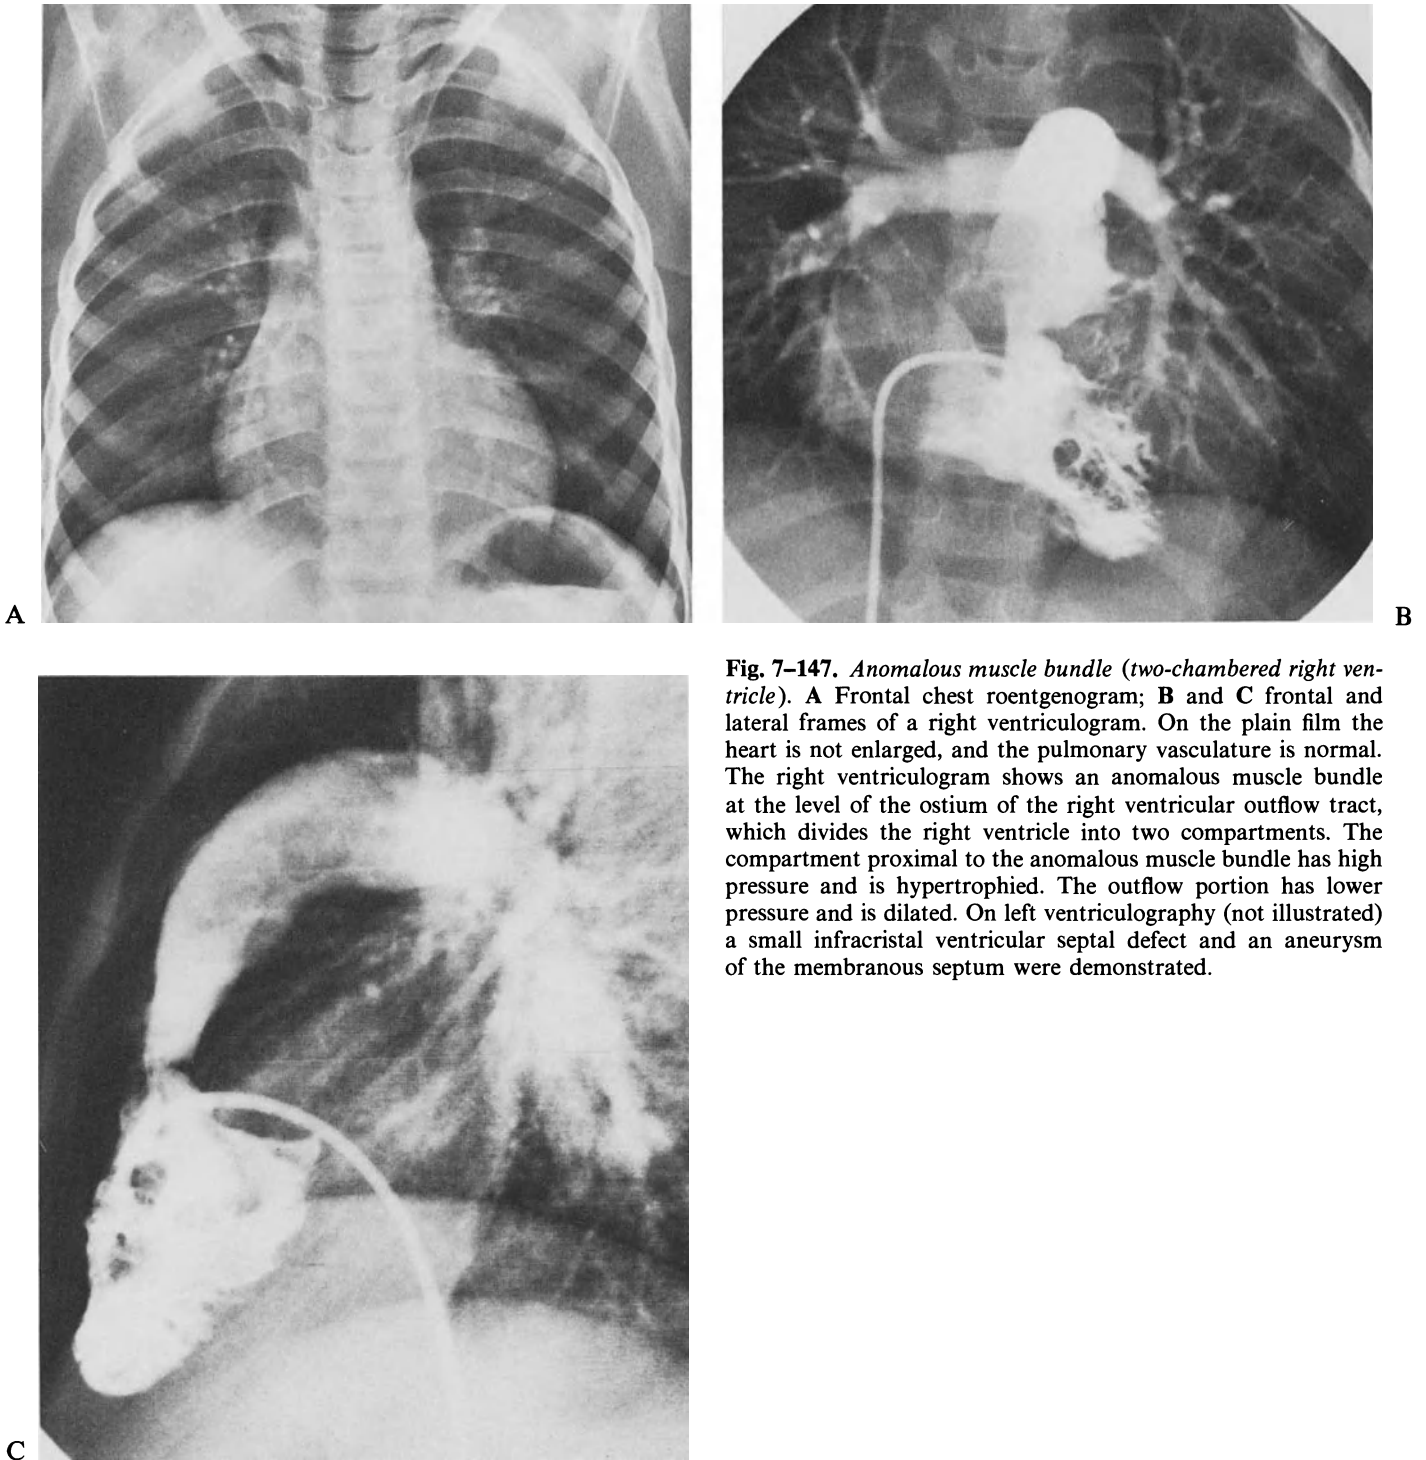 A
B
Fig. 7–147. Anomalous muscle bundle (two-chambered right ven-
tricle). A Frontal chest roentgenogram; B and C frontal and
lateral frames of a right ventriculogram. On the plain film the
heart is not enlarged, and the pulmonary vasculature is normal.
The right ventriculogram shows an anomalous muscle bundle
at the level of the ostium of the right ventricular outflow tract,
which divides the right ventricle into two compartments. The
compartment proximal to the anomalous muscle bundle has high
pressure and is hypertrophied. The outflow portion has lower
pressure and is dilated. On left ventriculography (not illustrated)
a small infracristal ventricular septal defect and an aneurysm
of the membranous septum were demonstrated.
C